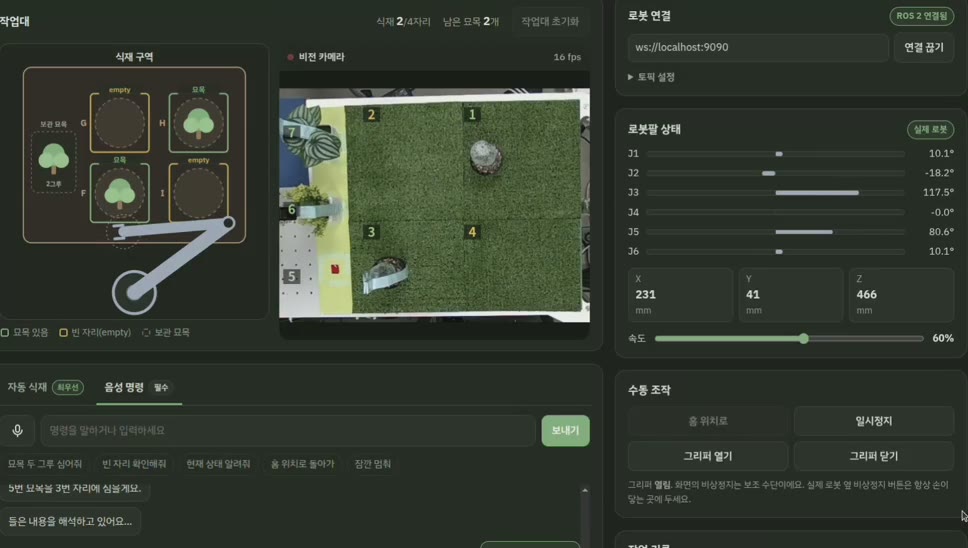 작업대
식재 2/4자리 남은 묘목 2개 작업대 초기화
식재 구역
empty
묘목
보관 묘목
G
H
2그루
묘목
empty
F
I
묘목 있음 빈 자리(empty) 보관 묘목
비전 카메라 16 fps
2
1
7
6
3
4
5
자동 식재 최우선 음성 명령 필수
명령을 말하거나 입력하세요
보내기
묘목 두 그루 심어줘 빈 자리 확인해줘 현재 상태 알려줘 홈 위치로 돌아가 잠깐 멈춰
5번 묘목을 3번 자리에 심을게요.
들은 내용을 해석하고 있어요...
로봇 연결 ROS 2 연결됨
ws://localhost:9090 연결 끊기
토픽 설정
로봇팔 상태 실제 로봇
J1 10.1°
J2 -18.2°
J3 117.5°
J4 -0.0°
J5 80.6°
J6 10.1°
X Y Z
231 41 466
mm mm mm
속도 60%
수동 조작
홈 위치로 일시정지
그리퍼 열기 그리퍼 닫기
그리퍼 열림. 화면의 비상정지는 보조 수단이에요. 실제 로봇 옆 비상정지 버튼은 항상 손이
닿는 곳에 두세요.